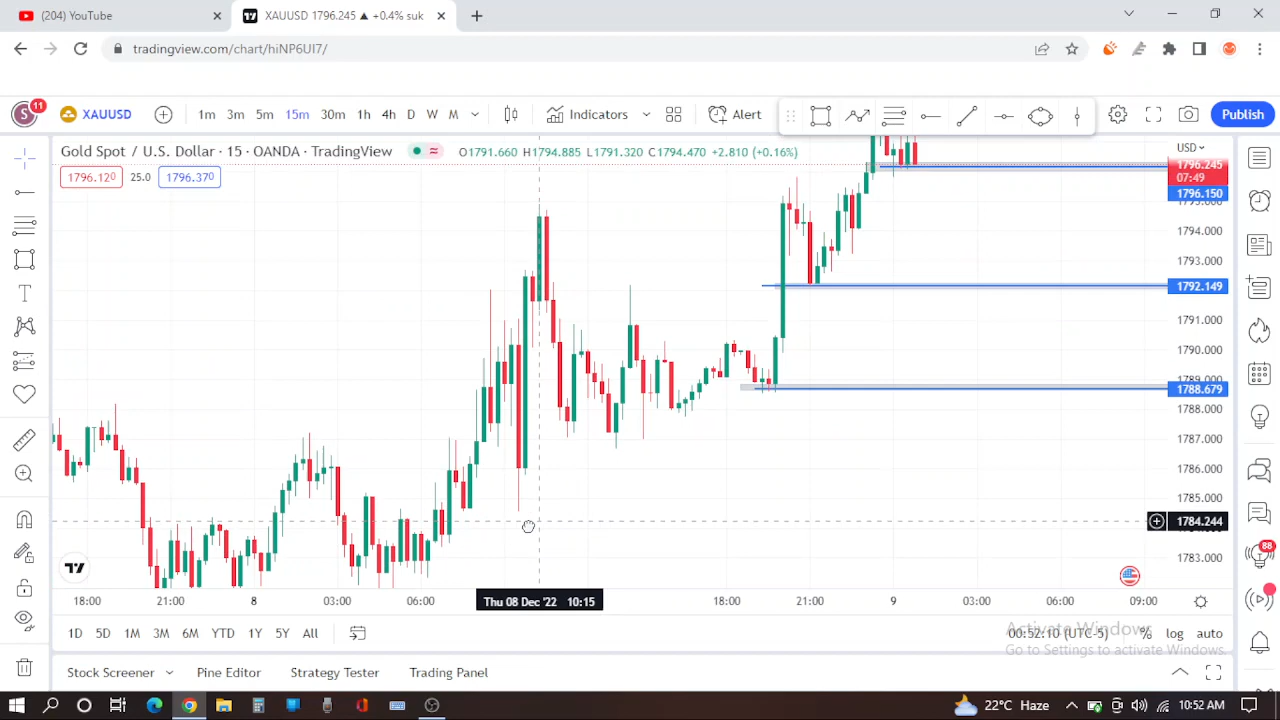 (204) YouTube
XAUUSD 1796.245 ▲ +0.4% suk
tradingview.com/chart/hiNP6UI7/
S 11 XAUUSD 1m 3m 5m 15m 30m 1h 4h D W M Indicators Alert Publish
Gold Spot / U.S. Dollar · 15 · OANDA · TradingView O1791.660 H1794.885 L1791.320 C1794.470 +2.810 (+0.16%)
USD
1796.120 25.0 1796.370
1796.245
07:49
1796.150
1794.000
1793.000
1792.149
1791.000
1790.000
1788.679
1788.000
1787.000
1786.000
1785.000
1784.244
1783.000
88
18:00 21:00 8 03:00 06:00 Thu 08 Dec '22 10:15 18:00 21:00 9 03:00 06:00 09:00
1D 5D 1M 3M 6M YTD 1Y 5Y All 00:52:10 (UTC-5) % log auto
Activate Windows
Go to Settings to activate Windows.
Stock Screener Pine Editor Strategy Tester Trading Panel
22°C Haze 10:52 AM